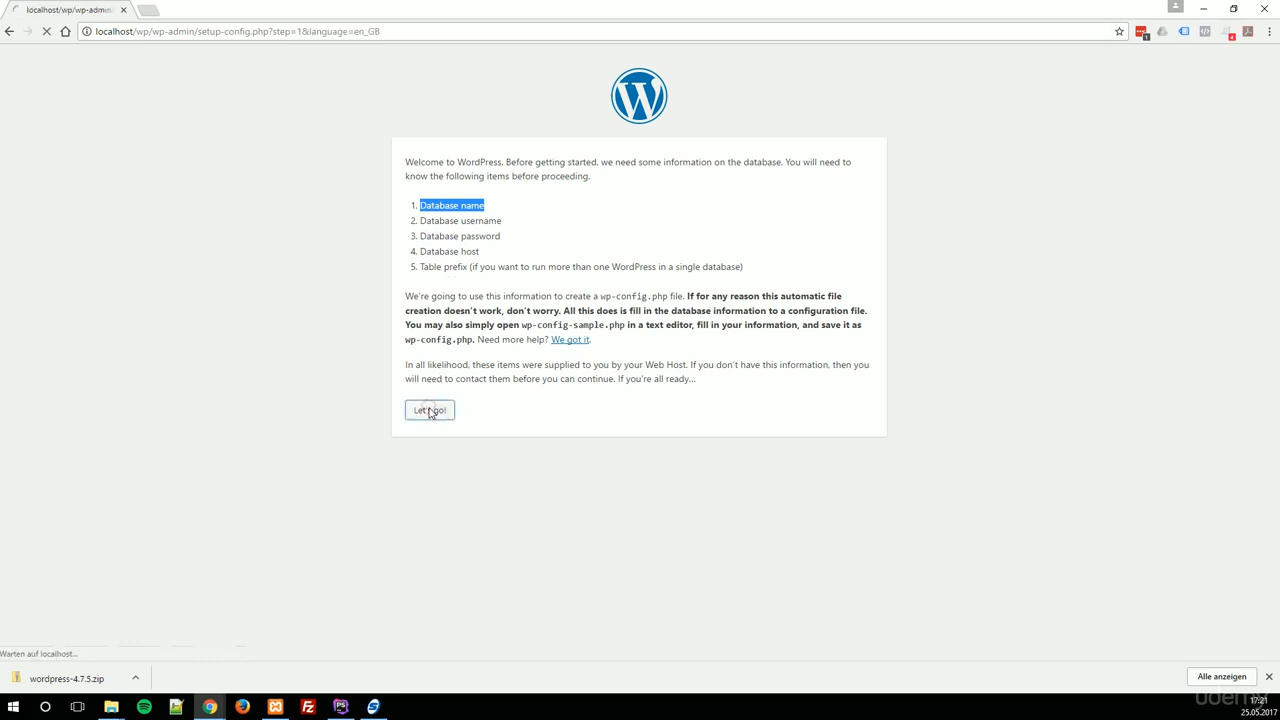 localhost/wp/wp-admin/
localhost/wp/wp-admin/setup-config.php?step=1&language=en_GB
Welcome to WordPress. Before getting started, we need some information on the database. You will need to
know the following items before proceeding.
1. Database name
2. Database username
3. Database password
4. Database host
5. Table prefix (if you want to run more than one WordPress in a single database)
We're going to use this information to create a wp-config.php file. If for any reason this automatic file
creation doesn't work, don't worry. All this does is fill in the database information to a configuration file.
You may also simply open wp-config-sample.php in a text editor, fill in your information, and save it as
wp-config.php. Need more help? We got it.
In all likelihood, these items were supplied to you by your Web Host. If you don't have this information, then you
will need to contact them before you can continue. If you're all ready...
Let's go!
Warten auf localhost...
wordpress-4.7.5.zip
Alle anzeigen
udemy
17:21
25.05.2017